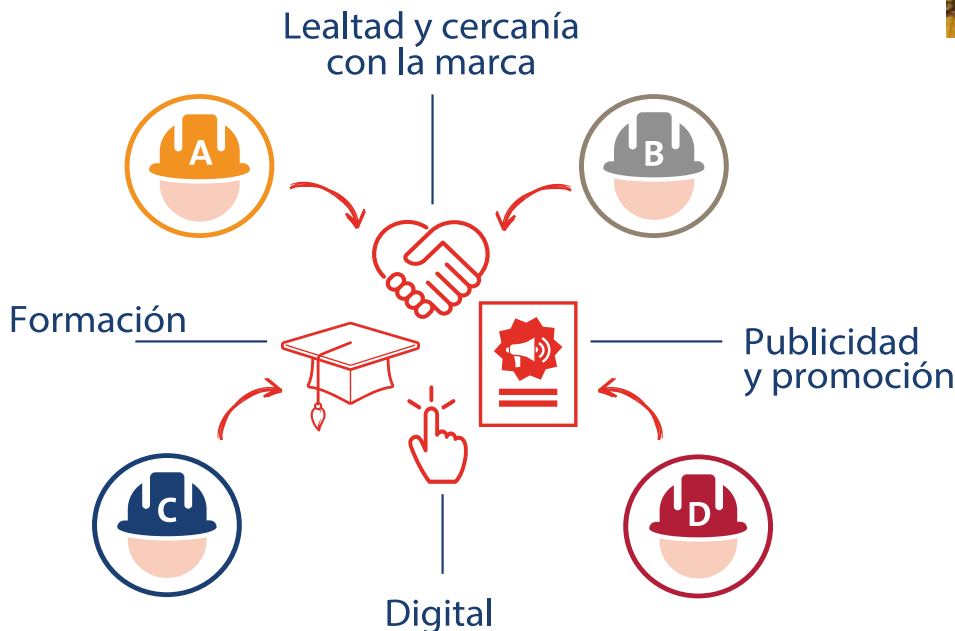 Lealtad y cercanía
con la marca
A
B
Formación
Publicidad
y promoción
C
D
Digital